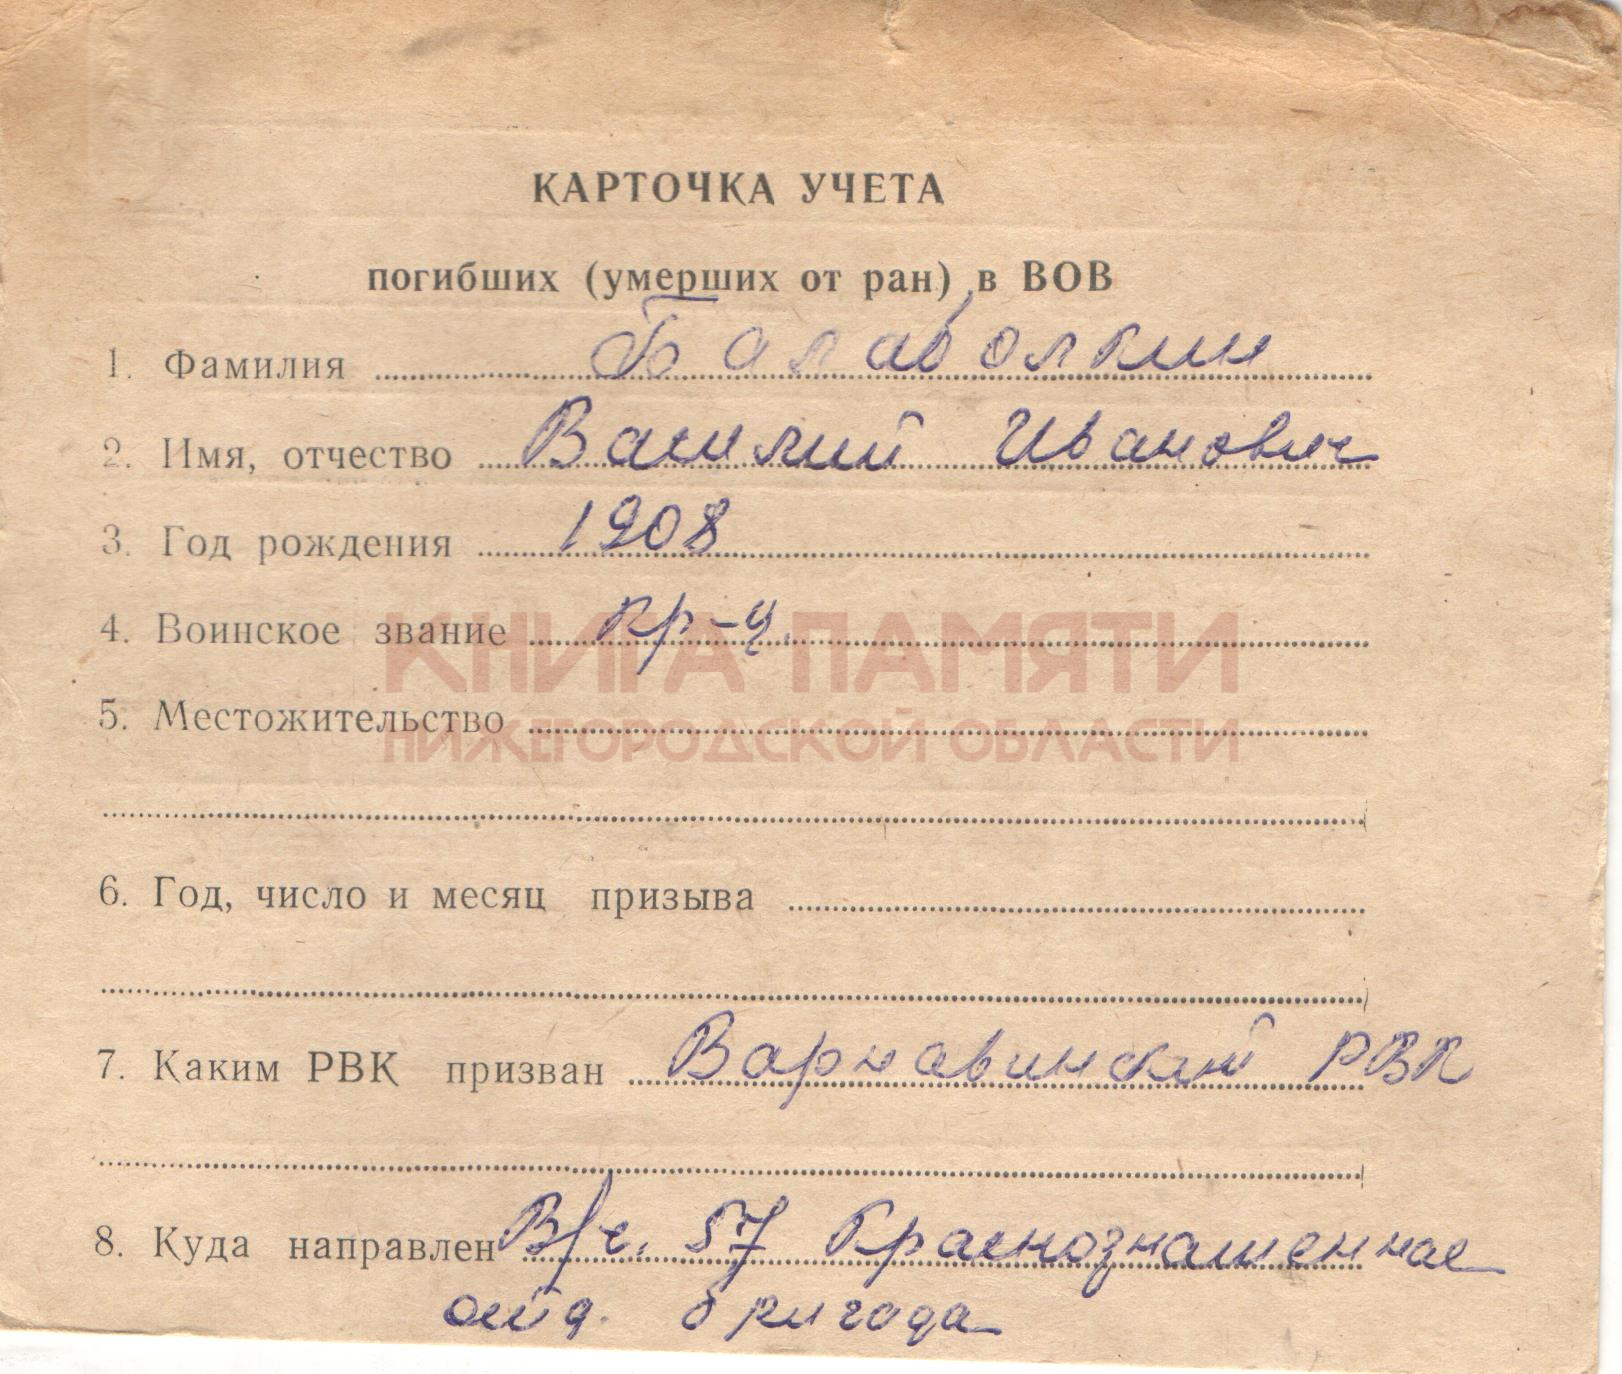 КАРТОЧКА УЧЕТА
погибших (умерших от ран) в ВОВ
1. Фамилия Балаболкин
2. Имя, отчество Василий Иванович
3. Год рождения 1908
4. Воинское звание кр-ц.
КНИГА ПАМЯТИ
5. Местожительство
НИЖЕГОРОДСКОЙ ОБЛАСТИ
6. Год, число и месяц призыва
7. Каким РВК призван Варнавинский РВК
8. Куда направлен В/ч. 57 Краснознаменная
бригада